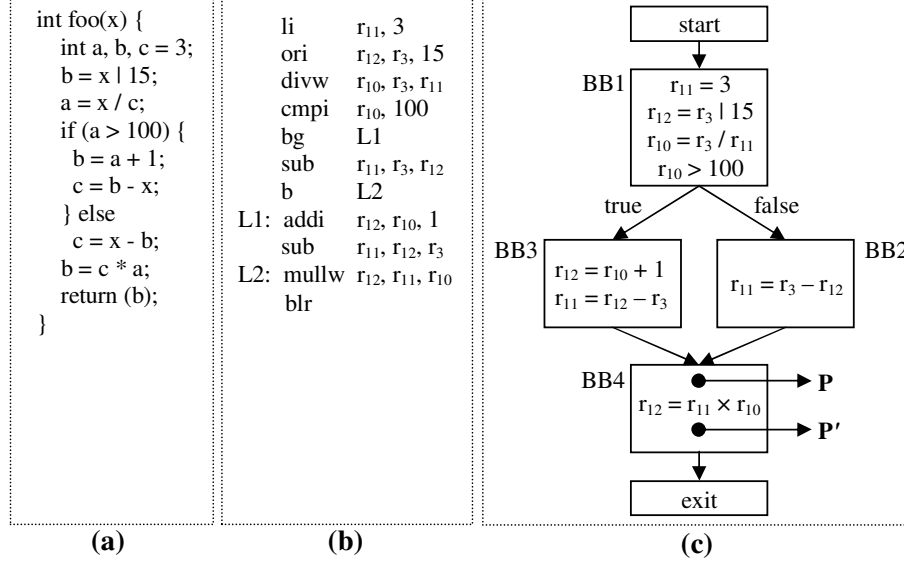 int foo(x) {
int a, b, c = 3;
b = x | 15;
a = x / c;
if (a > 100) {
b = a + 1;
c = b - x;
} else
c = x - b;
b = c * a;
return (b);
}
(a)
li r₁₁, 3
ori r₁₂, r₃, 15
divw r₁₀, r₃, r₁₁
cmpi r₁₀, 100
bg L1
sub r₁₁, r₃, r₁₂
b L2
L1: addi r₁₂, r₁₀, 1
sub r₁₁, r₁₂, r₃
L2: mullw r₁₂, r₁₁, r₁₀
blr
(b)
start
BB1
r₁₁ = 3
r₁₂ = r₃ | 15
r₁₀ = r₃ / r₁₁
r₁₀ > 100
true
false
BB3
r₁₂ = r₁₀ + 1
r₁₁ = r₁₂ – r₃
BB2
r₁₁ = r₃ – r₁₂
BB4
P
r₁₂ = r₁₁ × r₁₀
P'
exit
(c)